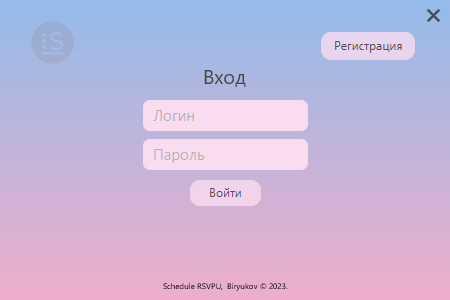 iS
Регистрация
Вход
Логин
Пароль
Войти
Schedule RSVPU, Biryukov © 2023.